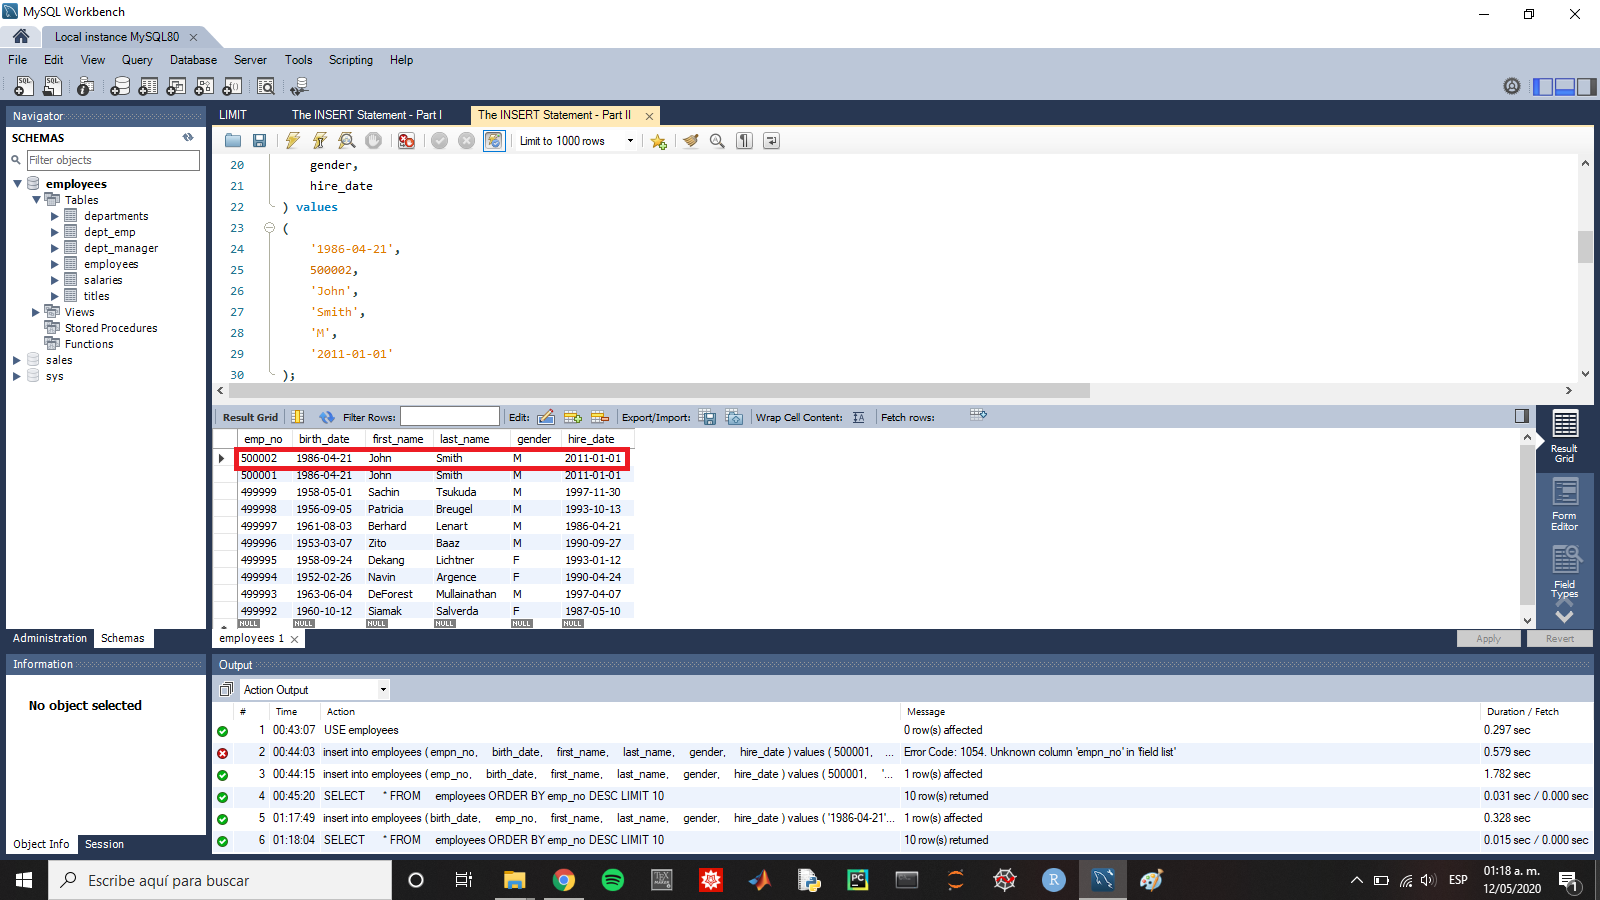 MySQL Workbench
Local instance MySQL80
File Edit View Query Database Server Tools Scripting Help
Navigator
SCHEMAS
Filter objects
employees
Tables
departments
dept_emp
dept_manager
employees
salaries
titles
Views
Stored Procedures
Functions
sales
sys
Administration Schemas
Information
No object selected
Object Info Session
LIMIT The INSERT Statement - Part I The INSERT Statement - Part II
Limit to 1000 rows
20 gender,
21 hire_date
22 ) values
23 (
24 '1986-04-21',
25 500002,
26 'John',
27 'Smith',
28 'M',
29 '2011-01-01'
30 );
Result Grid Filter Rows: Edit: Export/Import: Wrap Cell Content: IA Fetch rows:
emp_no birth_date first_name last_name gender hire_date
500002 1986-04-21 John Smith M 2011-01-01
500001 1986-04-21 John Smith M 2011-01-01
499999 1958-05-01 Sachin Tsukuda M 1997-11-30
499998 1956-09-05 Patricia Breugel M 1993-10-13
499997 1961-08-03 Berhard Lenart M 1986-04-21
499996 1953-03-07 Zito Baaz M 1990-09-27
499995 1958-09-24 Dekang Lichtner F 1993-01-12
499994 1952-02-26 Navin Argence F 1990-04-24
499993 1963-06-04 DeForest Mullainathan M 1997-04-07
499992 1960-10-12 Siamak Salverda F 1987-05-10
NULL NULL NULL NULL NULL NULL
Result
Grid
Form
Editor
Field
Types
employees 1
Apply Revert
Output
Action Output
# Time Action Message Duration / Fetch
1 00:43:07 USE employees 0 row(s) affected 0.297 sec
2 00:44:03 insert into employees ( empn_no, birth_date, first_name, last_name, gender, hire_date ) values ( 500001, ... Error Code: 1054. Unknown column 'empn_no' in 'field list' 0.579 sec
3 00:44:15 insert into employees ( emp_no, birth_date, first_name, last_name, gender, hire_date ) values ( 500001, '... 1 row(s) affected 1.782 sec
4 00:45:20 SELECT * FROM employees ORDER BY emp_no DESC LIMIT 10 10 row(s) returned 0.031 sec / 0.000 sec
5 01:17:49 insert into employees ( birth_date, emp_no, first_name, last_name, gender, hire_date ) values ( '1986-04-21'... 1 row(s) affected 0.328 sec
6 01:18:04 SELECT * FROM employees ORDER BY emp_no DESC LIMIT 10 10 row(s) returned 0.015 sec / 0.000 sec
Escribe aquí para buscar
ESP
01:18 a. m.
12/05/2020
1